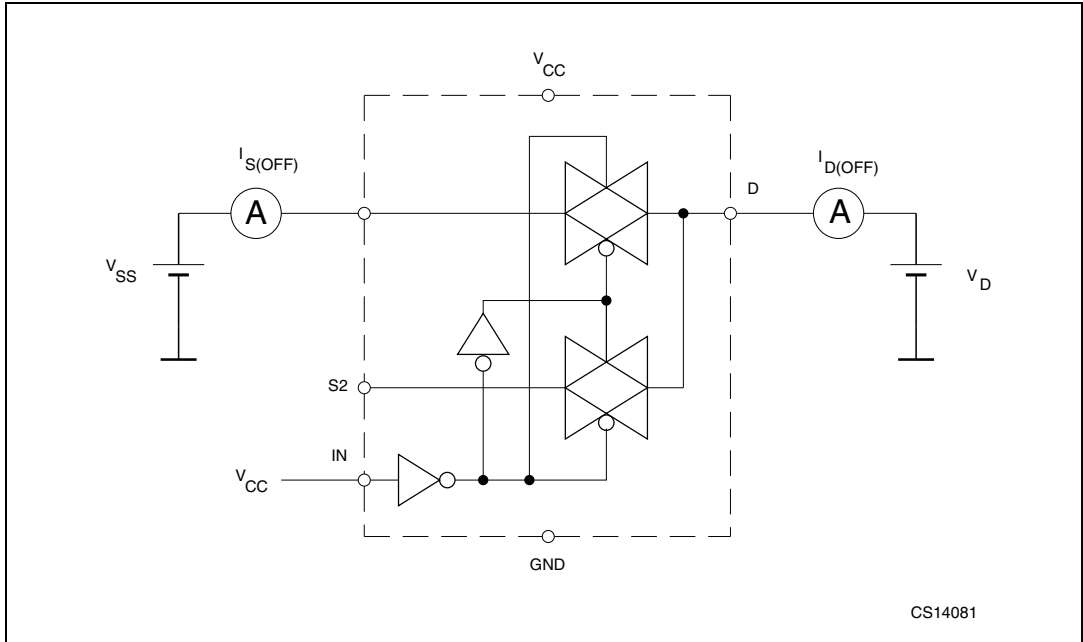 VCC
IS(OFF)
ID(OFF)
D
A
A
VSS
VD
S2
IN
VCC
GND
CS14081